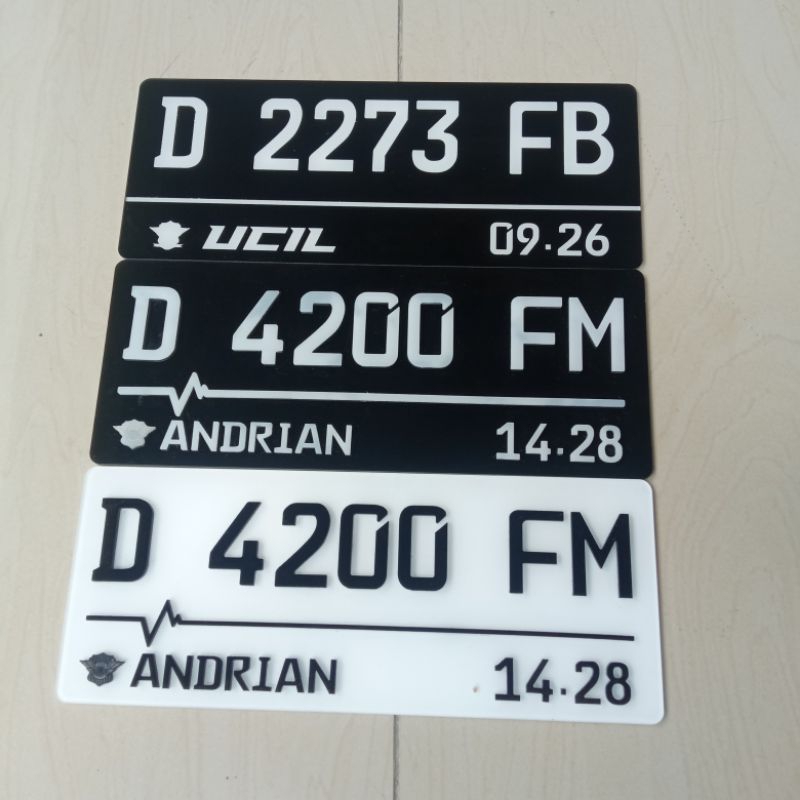 D 2273 FB
UCIL 09.26
D 4200 FM
ANDRIAN 14.28
D 4200 FM
ANDRIAN 14.28